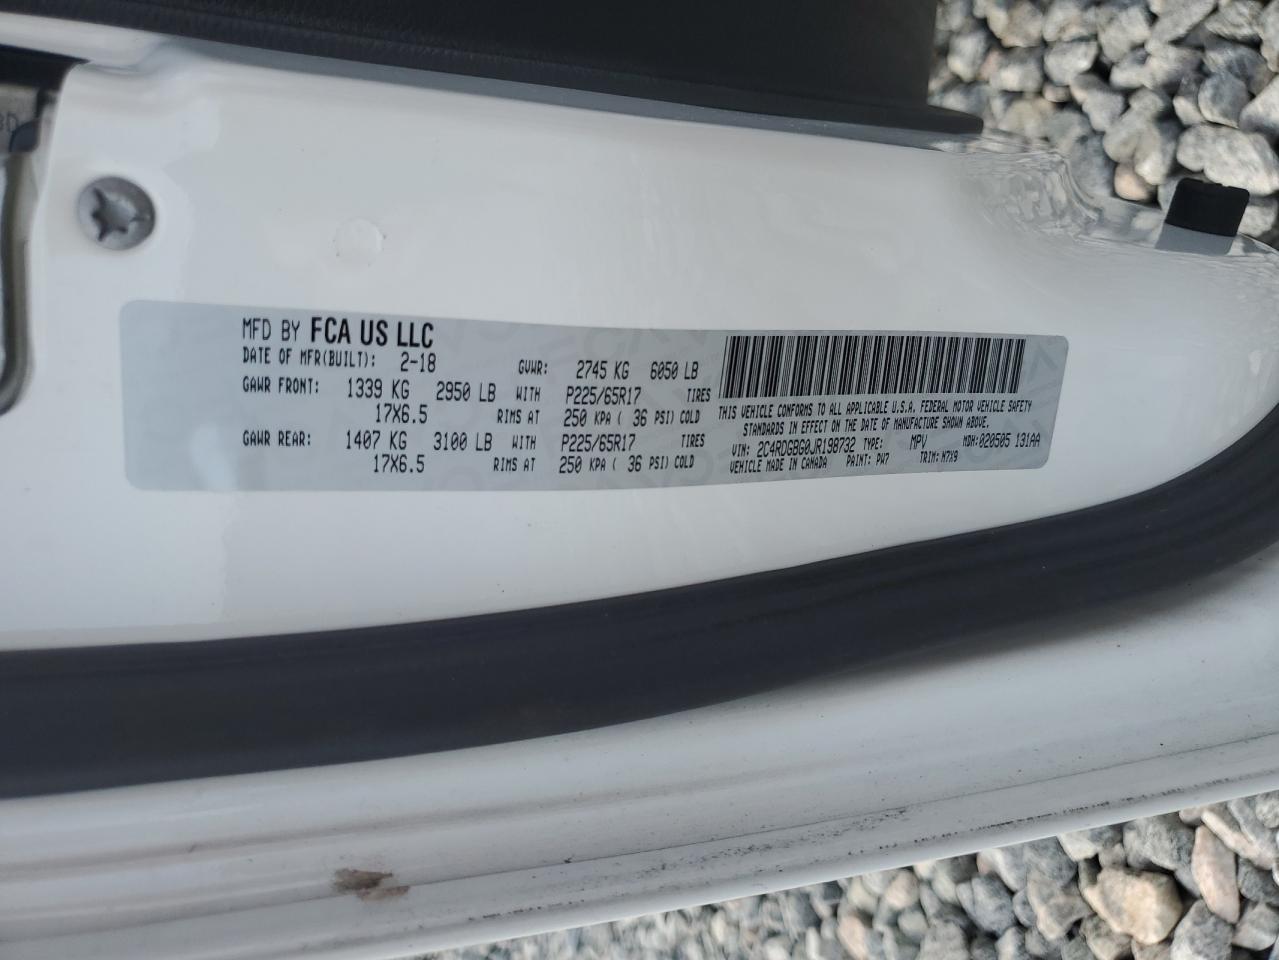 MFD BY FCA US LLC
DATE OF MFR(BUILT): 2-18 GVWR: 2745 KG 6050 LB
GAWR FRONT: 1339 KG 2950 LB WITH P225/65R17 TIRES
17X6.5 RIMS AT 250 KPA ( 36 PSI) COLD
GAWR REAR: 1407 KG 3100 LB WITH P225/65R17 TIRES
17X6.5 RIMS AT 250 KPA ( 36 PSI) COLD
THIS VEHICLE CONFORMS TO ALL APPLICABLE U.S.A. FEDERAL MOTOR VEHICLE SAFETY
STANDARDS IN EFFECT ON THE DATE OF MANUFACTURE SHOWN ABOVE.
VIN: 2C4RDGBG0JR198732 TYPE: MPV MDH:020505 131AA
VEHICLE MADE IN CANADA PAINT: PW7 TRIM: